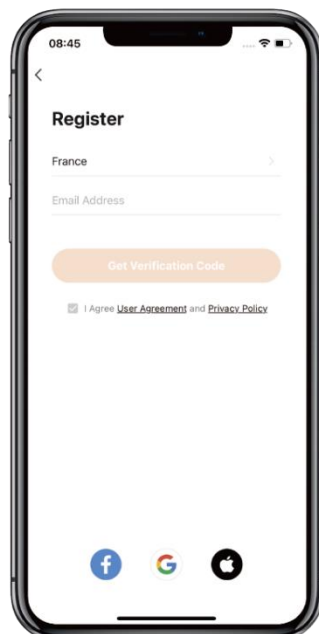 08:45
Register
France
Email Address
Get Verification Code
I Agree User Agreement and Privacy Policy